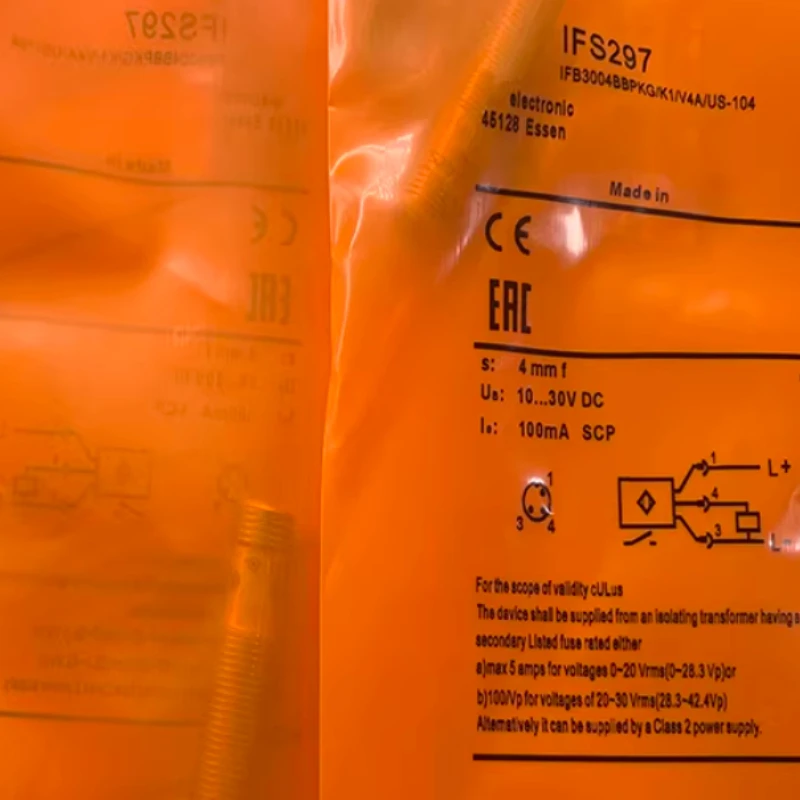 IFS297
IFB3004BBPKG/K1/V4A/US-104
electronic
45128 Essen
Made in
CE
EAC
s: 4 mm f
UB: 10...30V DC
Ie: 100mA SCP
1
3 4
1 L+
4
3 L-
For the scope of validity cULus
The device shall be supplied from an isolating transformer having a
secondary Listed fuse rated either
a)max 5 amps for voltages 0~20 Vrms(0~28.3 Vp)or
b)100/Vp for voltages of 20~30 Vrms(28.3~42.4Vp)
Alternatively it can be supplied by a Class 2 power supply.